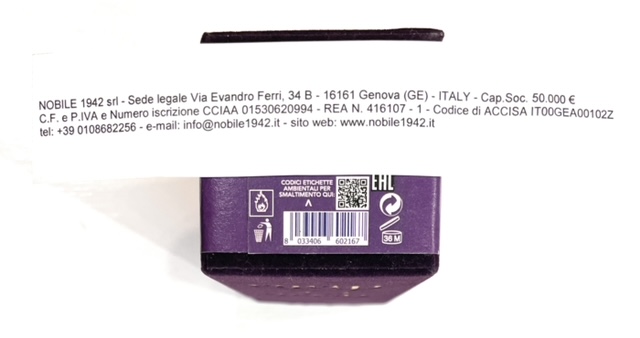 NOBILE 1942 srl - Sede legale Via Evandro Ferri, 34 B - 16161 Genova (GE) - ITALY - Cap.Soc. 50.000 €
C.F. e P.IVA e Numero iscrizione CCIAA 01530620994 - REA N. 416107 - 1 - Codice di ACCISA IT00GEA00102Z
tel: +39 0108682256 - e-mail: info@nobile1942.it - sito web: www.nobile1942.it
CODICI ETICHETTE
AMBIENTALI PER
SMALTIMENTO QUI:
EAC
36 M
8 033406 602167